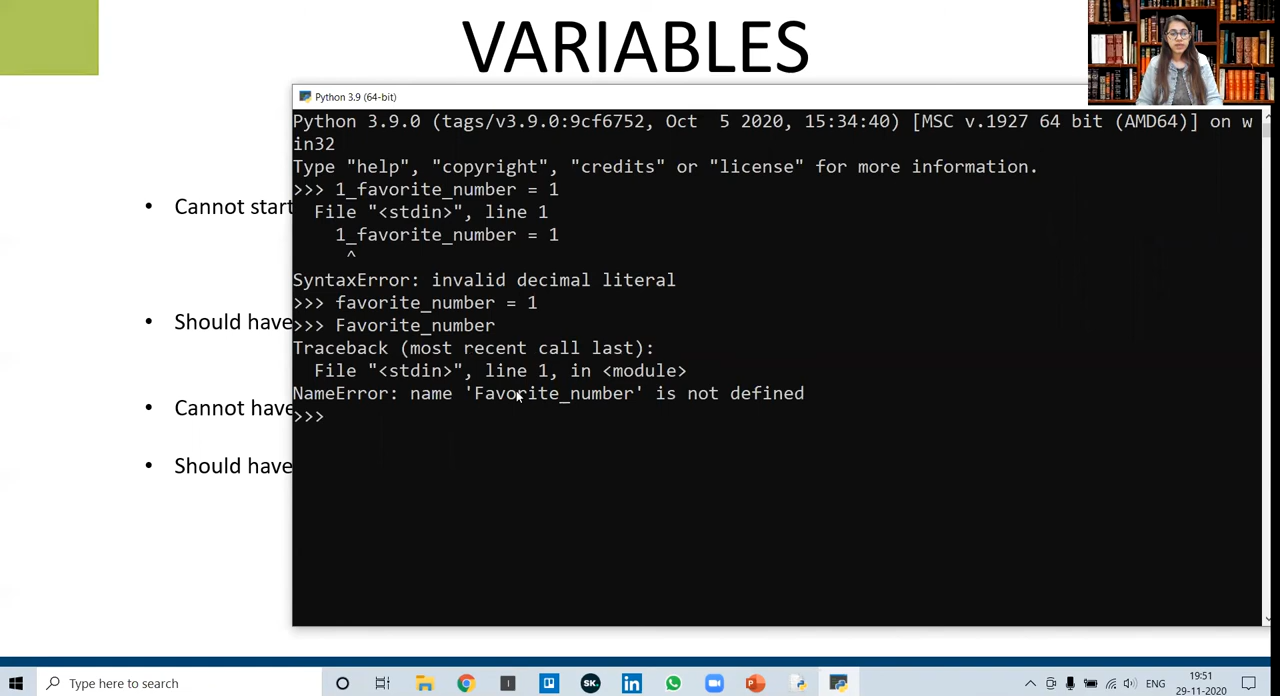 VARIABLES
Python 3.9 (64-bit)
Python 3.9.0 (tags/v3.9.0:9cf6752, Oct  5 2020, 15:34:40) [MSC v.1927 64 bit (AMD64)] on w
in32
Type "help", "copyright", "credits" or "license" for more information.
>>> 1_favorite_number = 1
  File "<stdin>", line 1
    1_favorite_number = 1
     ^
SyntaxError: invalid decimal literal
>>> favorite_number = 1
>>> Favorite_number
Traceback (most recent call last):
  File "<stdin>", line 1, in <module>
NameError: name 'Favorite_number' is not defined
>>>
• Cannot start
• Should have
• Cannot have
• Should have
Type here to search
SK.
ENG
19:51
29-11-2020